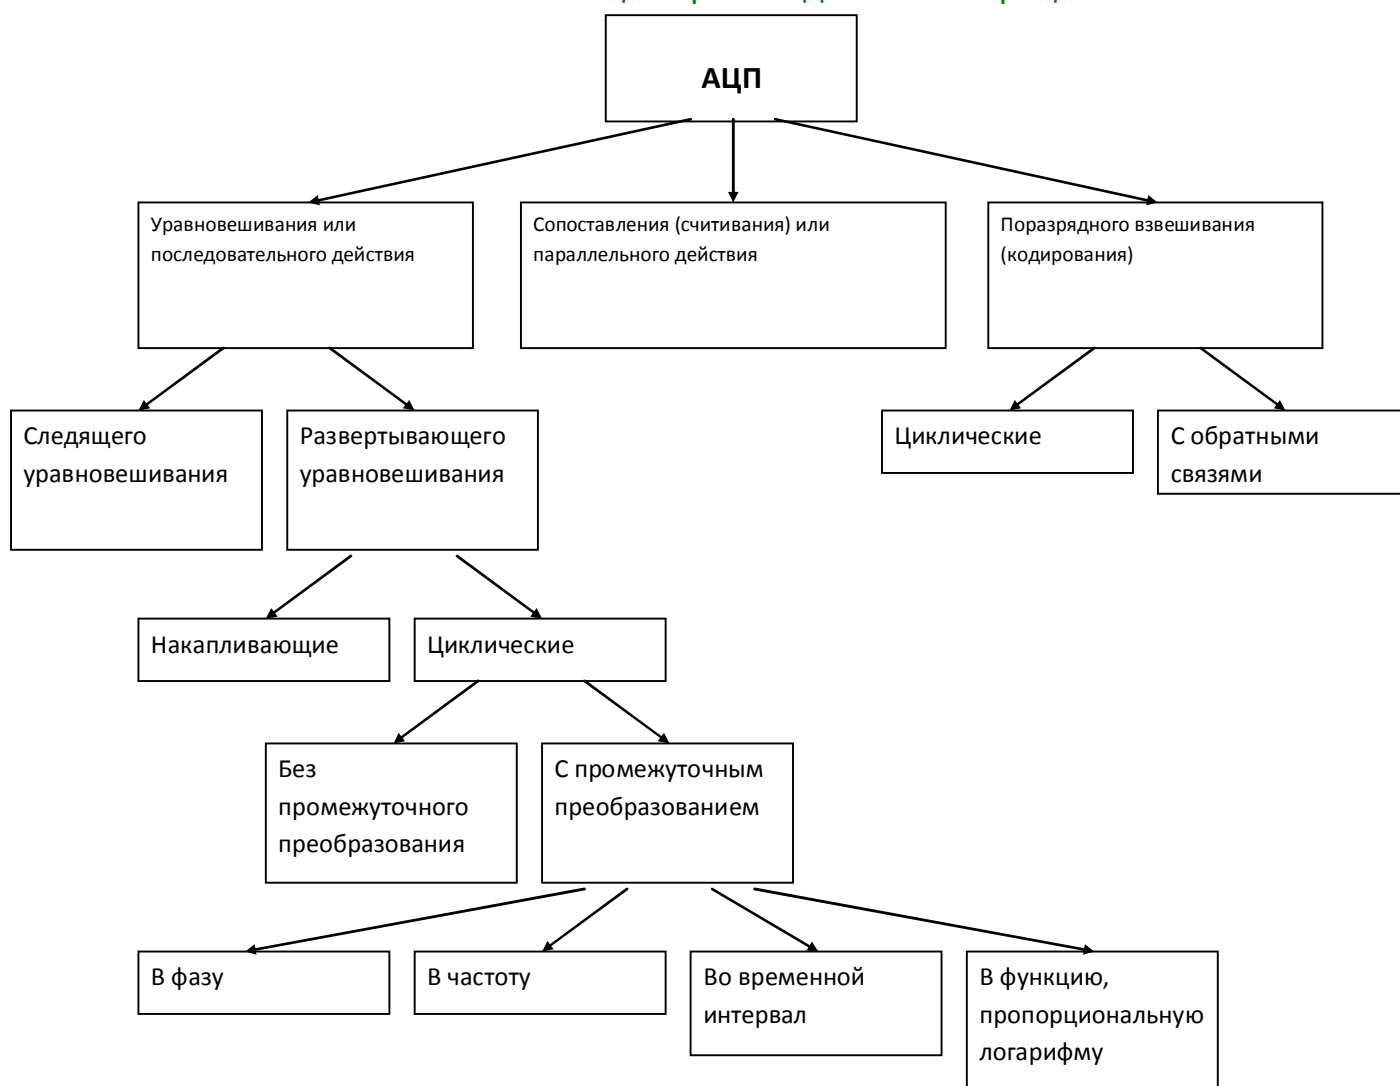 АЦП
Уравновешивания или
последовательного действия
Сопоставления (считивания) или
параллельного действия
Поразрядного взвешивания
(кодирования)
Следящего
уравновешивания
Развертывающего
уравновешивания
Циклические
С обратными
связями
Накапливающие
Циклические
Без
промежуточного
преобразования
С промежуточным
преобразованием
В фазу
В частоту
Во временной
интервал
В функцию,
пропорциональную
логарифму